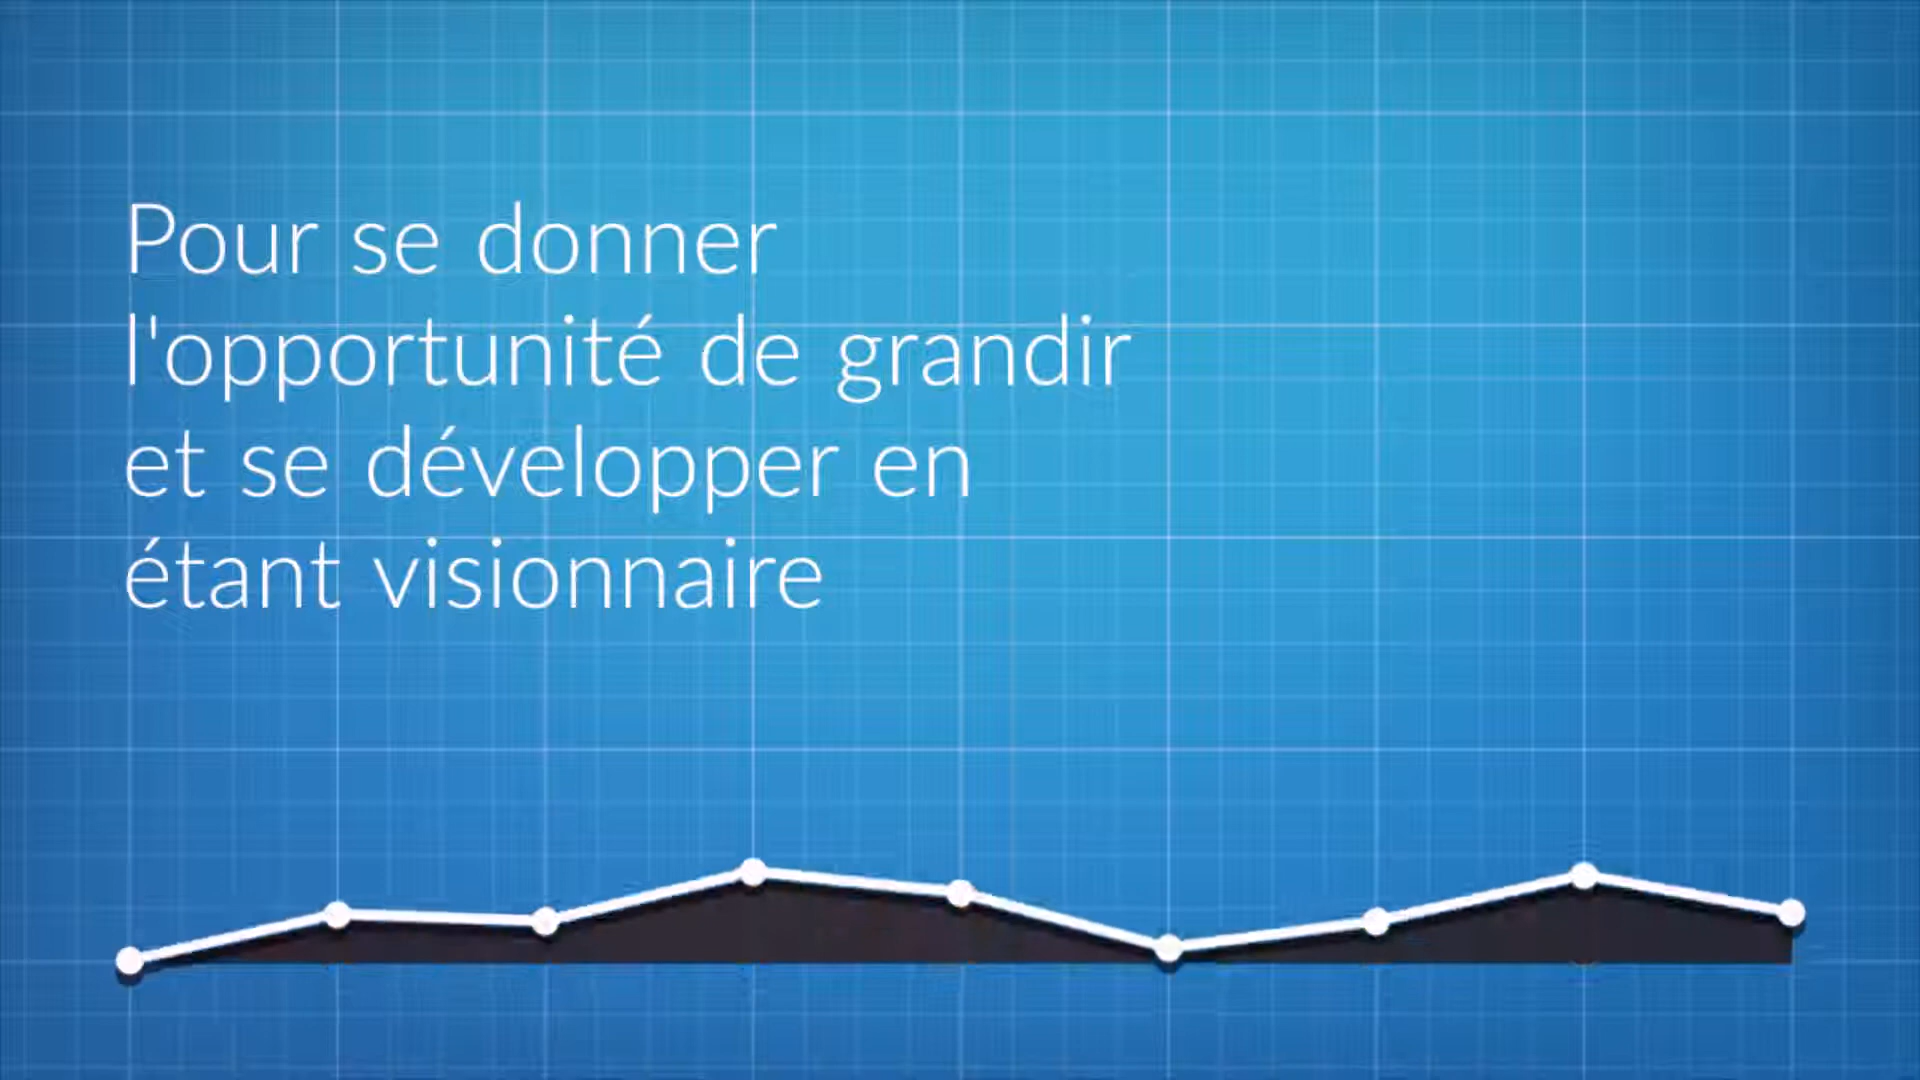 Pour se donner
l'opportunité de grandir
et se développer en
étant visionnaire